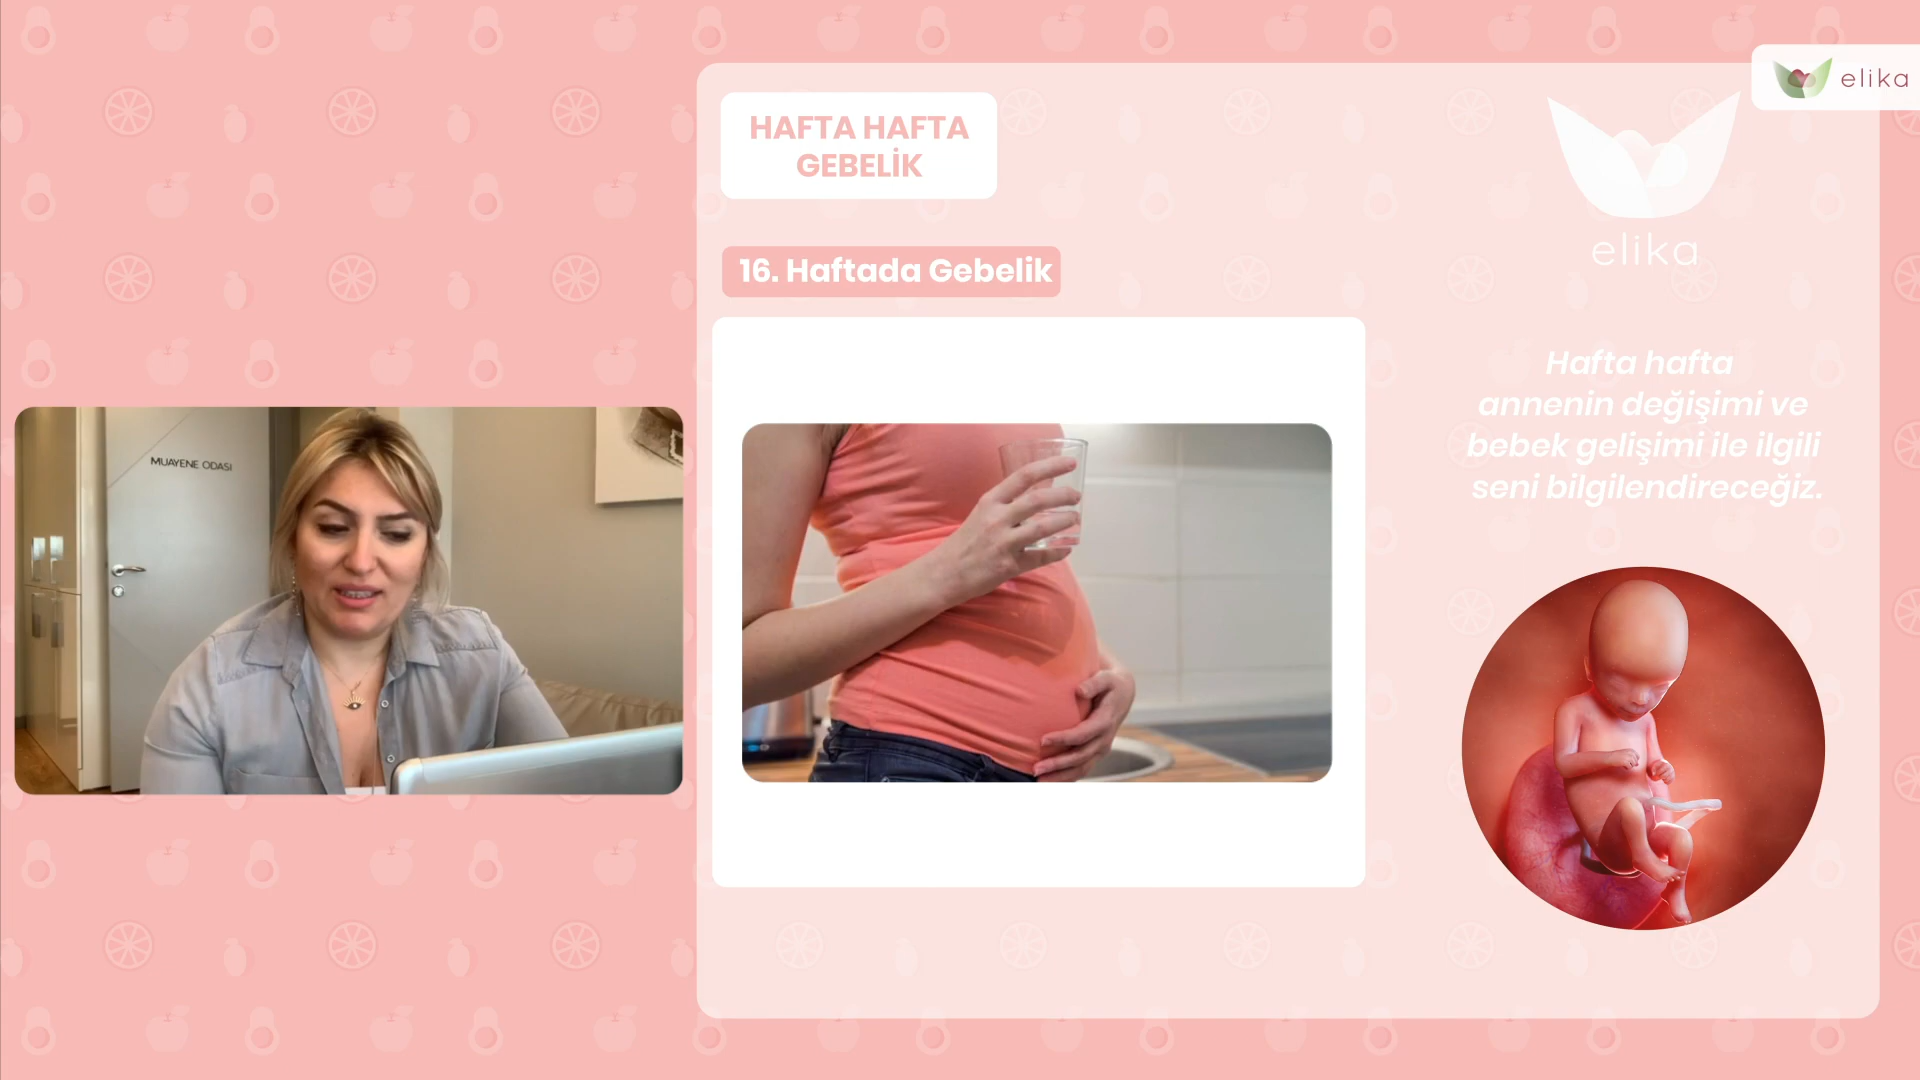 elika
HAFTA HAFTA
GEBELİK
elika
16. Haftada Gebelik
Hafta hafta
annenin değişimi ve
bebek gelişimi ile ilgili
seni bilgilendireceğiz.
MUAYENE ODASI